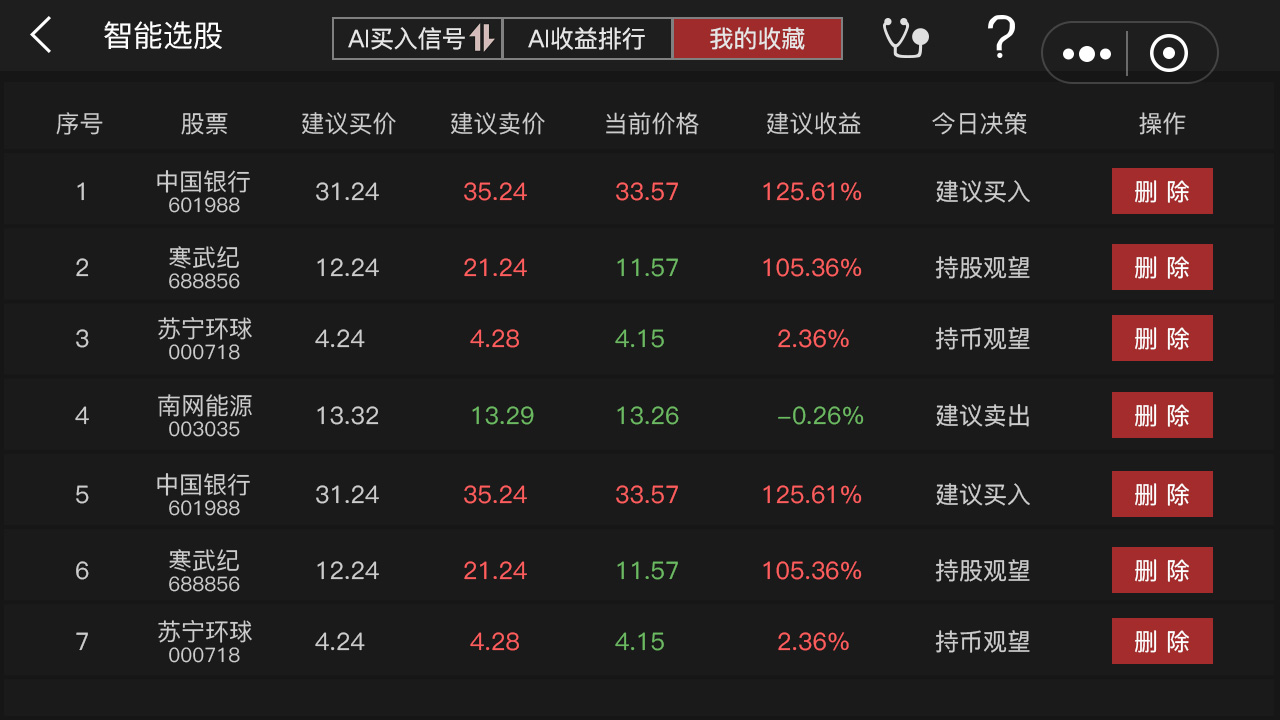 智能选股 AI买入信号 AI收益排行 我的收藏 ?
序号 股票 建议买价 建议卖价 当前价格 建议收益 今日决策 操作
1 中国银行 31.24 35.24 33.57 125.61% 建议买入 删 除
601988
2 寒武纪 12.24 21.24 11.57 105.36% 持股观望 删 除
688856
3 苏宁环球 4.24 4.28 4.15 2.36% 持币观望 删 除
000718
4 南网能源 13.32 13.29 13.26 −0.26% 建议卖出 删 除
003035
5 中国银行 31.24 35.24 33.57 125.61% 建议买入 删 除
601988
6 寒武纪 12.24 21.24 11.57 105.36% 持股观望 删 除
688856
7 苏宁环球 4.24 4.28 4.15 2.36% 持币观望 删 除
000718